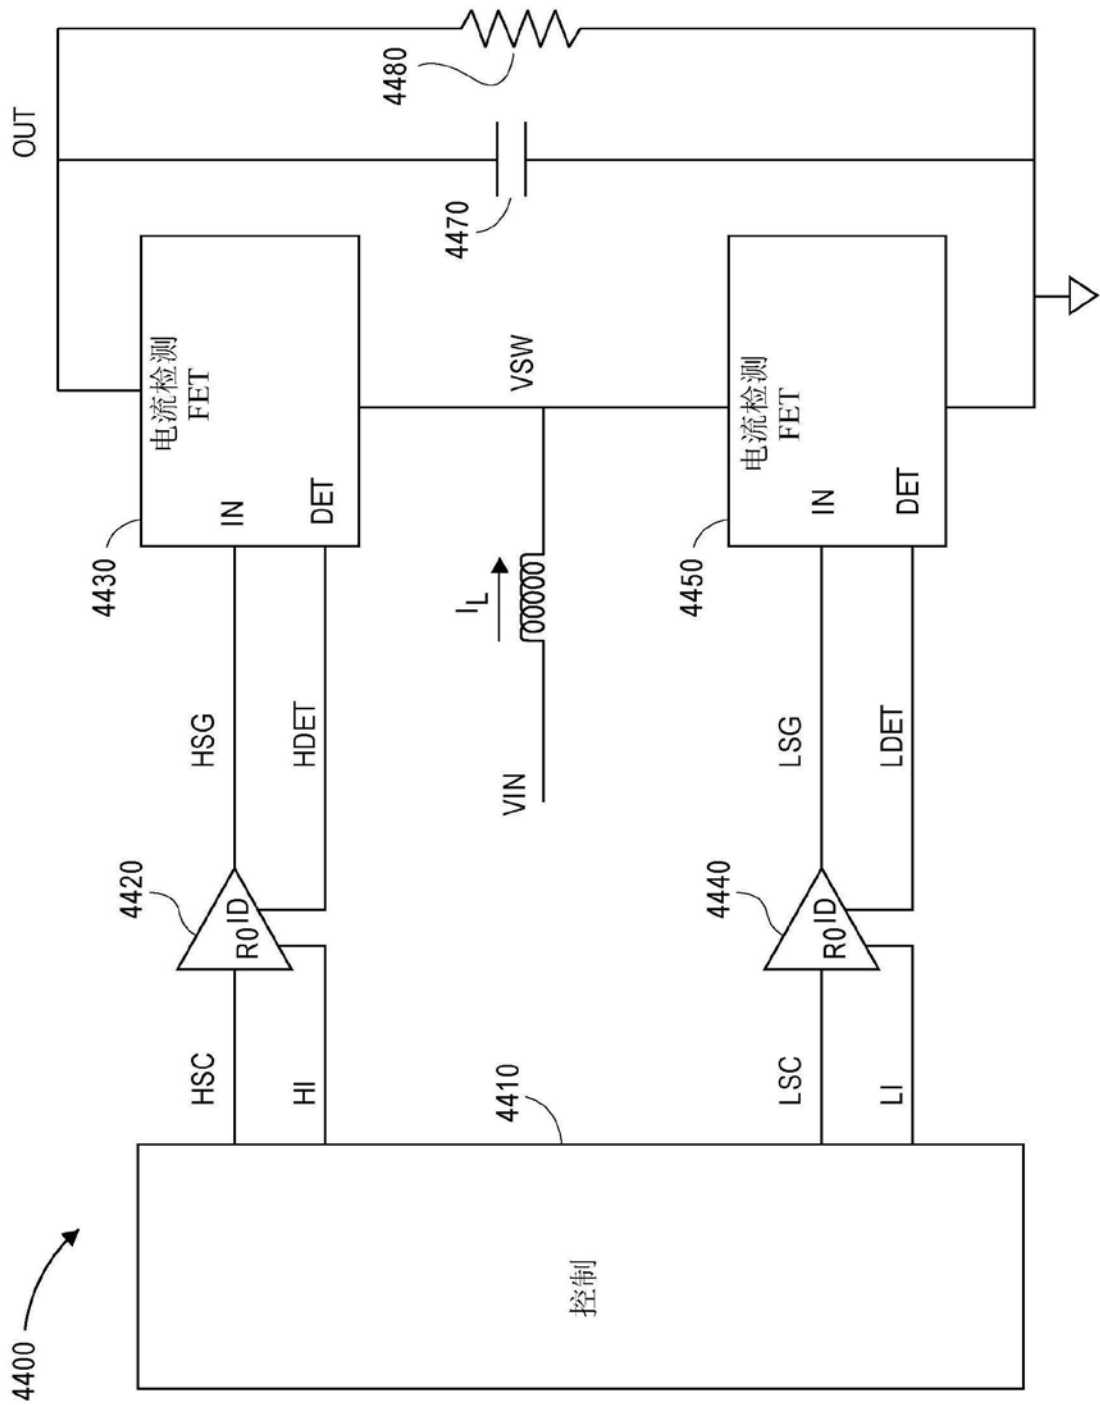 4400
OUT
4430
4420
电流检测
FET
HSC
HSG
IN
HI
HDET
DET
R0
ID
4480
4470
I_L
4410
VIN
VSW
控制
4450
4440
电流检测
FET
LSC
LSG
IN
LI
LDET
DET
R0
ID